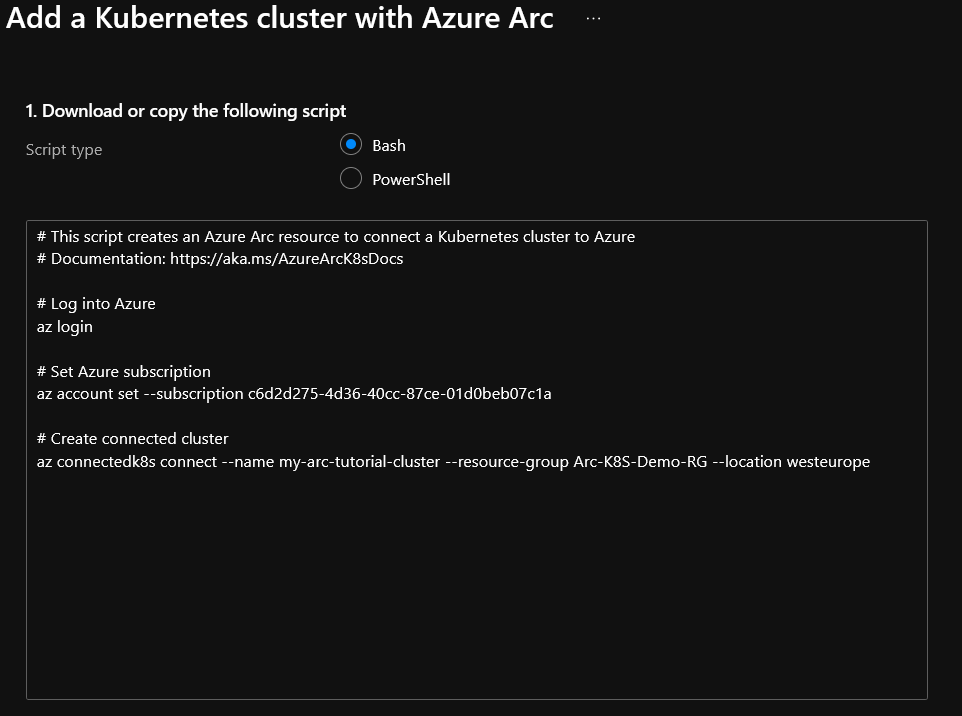 Add a Kubernetes cluster with Azure Arc ...
1. Download or copy the following script
Script type
Bash
PowerShell
# This script creates an Azure Arc resource to connect a Kubernetes cluster to Azure
# Documentation: https://aka.ms/AzureArcK8sDocs
# Log into Azure
az login
# Set Azure subscription
az account set --subscription c6d2d275-4d36-40cc-87ce-01d0beb07c1a
# Create connected cluster
az connectedk8s connect --name my-arc-tutorial-cluster --resource-group Arc-K8S-Demo-RG --location westeurope